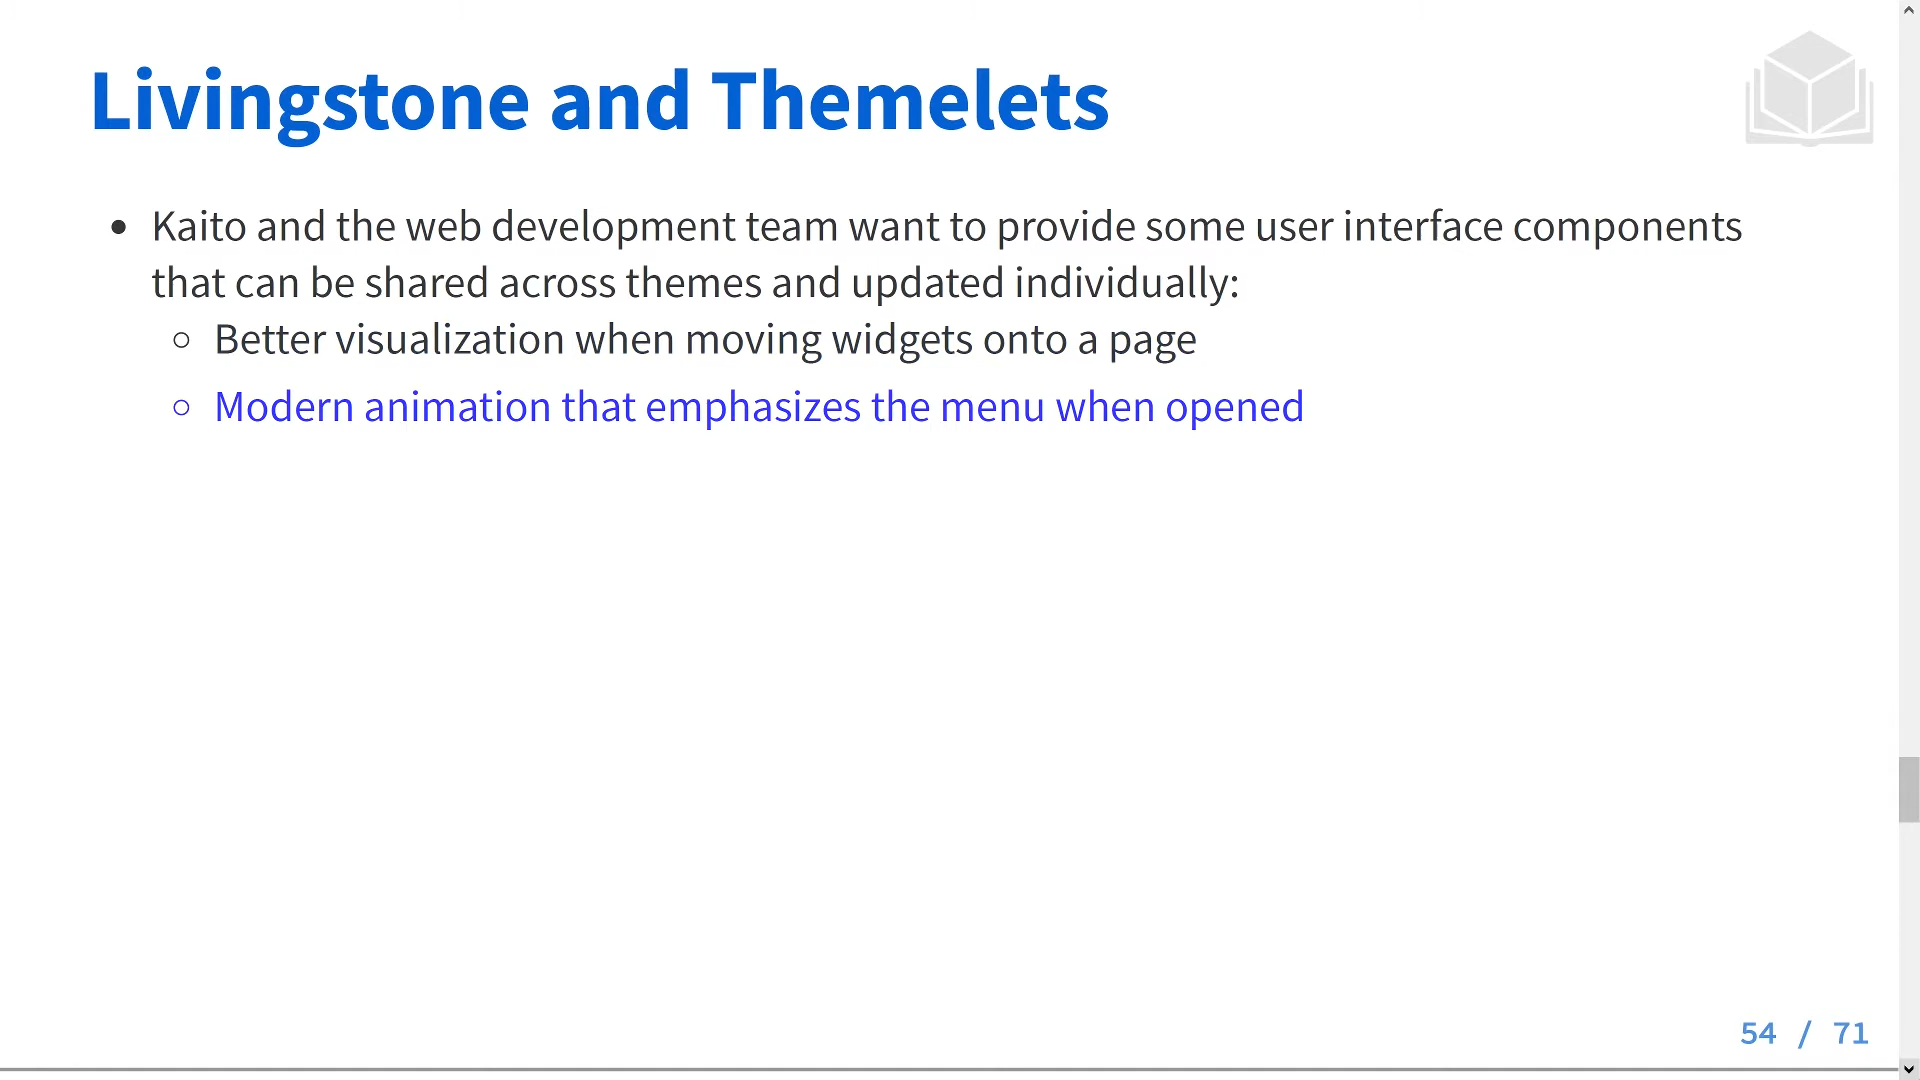 Livingstone and Themelets
• Kaito and the web development team want to provide some user interface components
that can be shared across themes and updated individually:
○ Better visualization when moving widgets onto a page
○ Modern animation that emphasizes the menu when opened
54 / 71